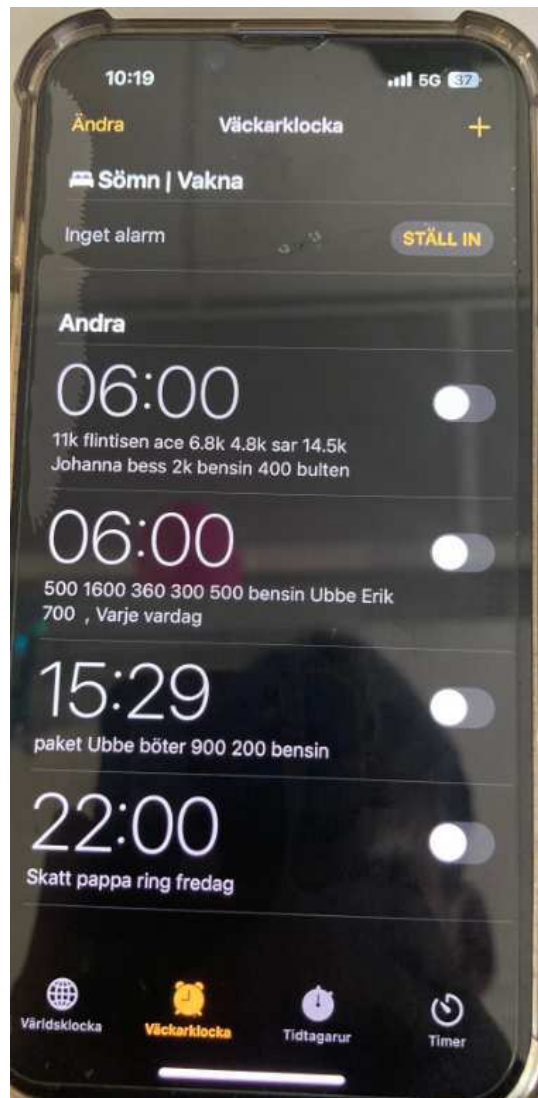 10:19
5G 37
Ändra Väckarklocka +
Sömn | Vakna
Inget alarm STÄLL IN
Andra
06:00
11k flintisen ace 6.8k 4.8k sar 14.5k
Johanna bess 2k bensin 400 bulten
06:00
500 1600 360 300 500 bensin Ubbe Erik
700 , Varje vardag
15:29
paket Ubbe böter 900 200 bensin
22:00
Skatt pappa ring fredag
Världsklocka Väckarklocka Tidtagarur Timer